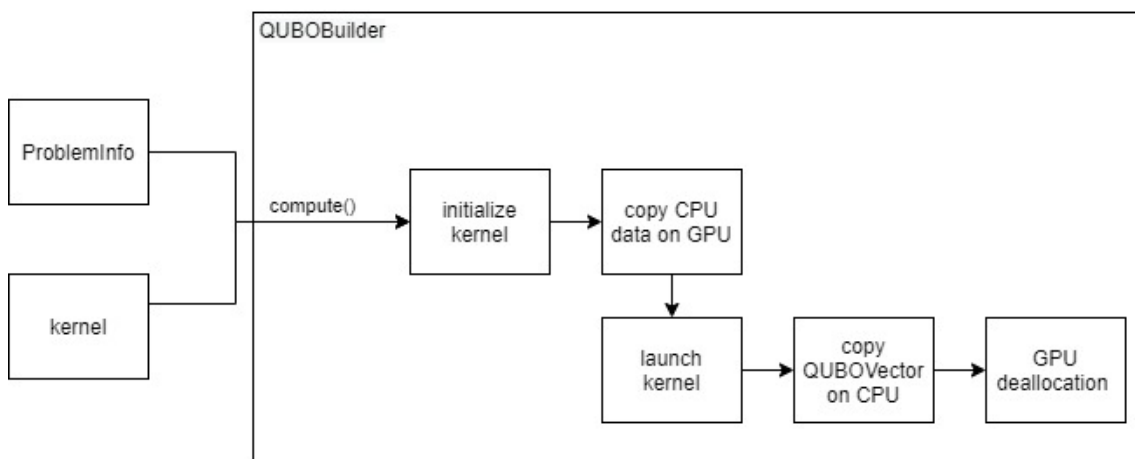 QUBOBuilder
ProblemInfo
compute()
initialize
kernel
copy CPU
data on GPU
kernel
launch
kernel
copy
QUBOVector
on CPU
GPU
deallocation